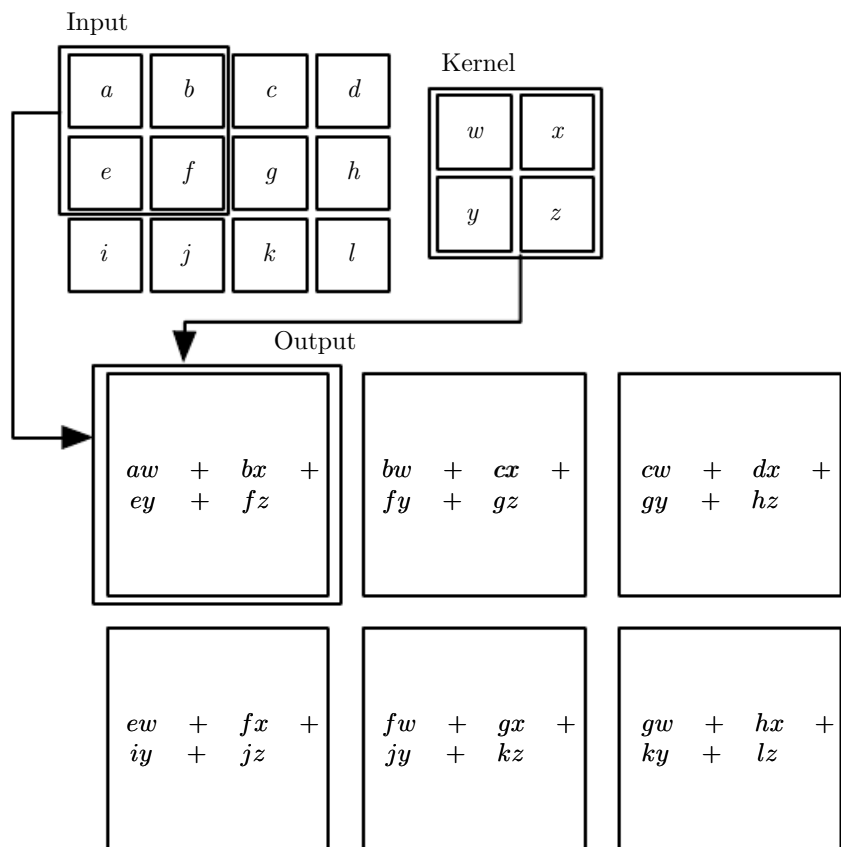 Input
Kernel
a b c d
w x
e f g h
y z
i j k l
Output
aw + bx +
ey + fz
bw + cx +
fy + gz
cw + dx +
gy + hz
ew + fx +
iy + jz
fw + gx +
jy + kz
gw + hx +
ky + lz